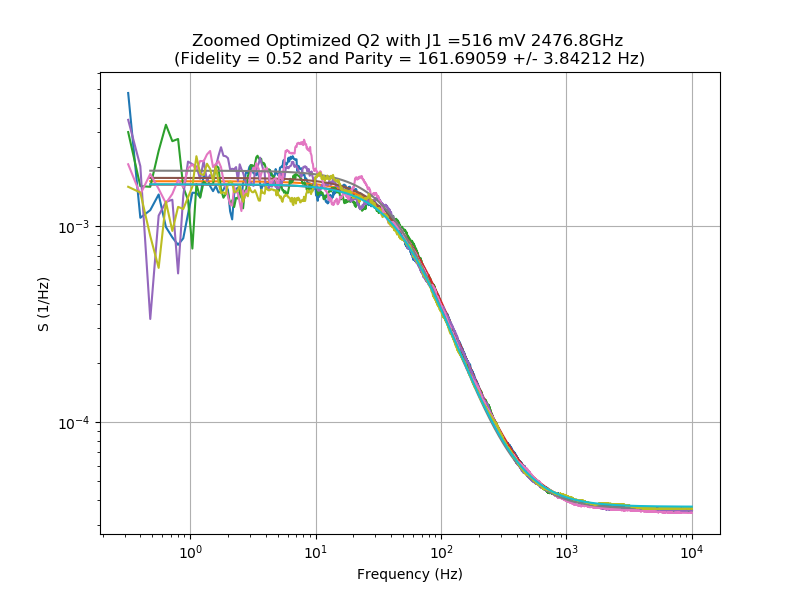 Zoomed Optimized Q2 with J1 =516 mV 2476.8GHz
(Fidelity = 0.52 and Parity = 161.69059 +/- 3.84212 Hz)
S (1/Hz)
10⁻³
10⁻⁴
10⁰ 10¹ 10² 10³ 10⁴
Frequency (Hz)